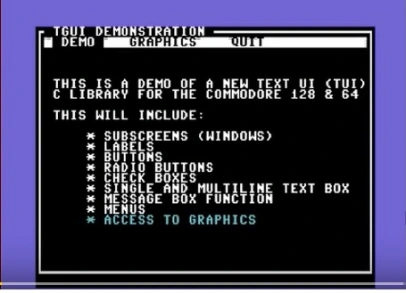 TGUI DEMONSTRATION
DEMO GRAPHICS QUIT
THIS IS A DEMO OF A NEW TEXT UI (TUI)
C LIBRARY FOR THE COMMODORE 128 & 64
THIS WILL INCLUDE:
* SUBSCREENS (WINDOWS)
* LABELS
* BUTTONS
* RADIO BUTTONS
* CHECK BOXES
* SINGLE AND MULTILINE TEXT BOX
* MESSAGE BOX FUNCTION
* MENUS
* ACCESS TO GRAPHICS